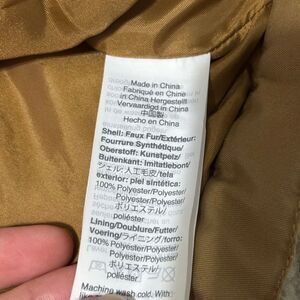 Made in China
Fabriqué en Chine
in China Hergestellt
Vervaardigd in China
中国製
Hecho en China
Shell: Faux Fur/Extérieur:
Fourrure Synthétique/
Oberstoff: Kunstpelz/
Buitenkant: Imitatiebont/
シェル:人工毛皮/tela
exterior: piel sintética:
100% Polyester/Polyester/
Polyester/Polyester/
ポリエステル/
poliéster
Lining/Doublure/Futter/
Voering/ライニング/forro:
100% Polyester/Polyester/
Polyester/Polyester/
ポリエステル/
poliéster
Machine wash cold. With